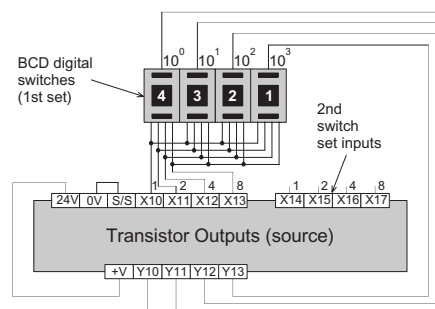 10⁰ 10¹ 10² 10³
BCD digital
switches
(1st set)
4 3 2 1
2nd
switch
set inputs
1 2 4 8 1 2 4 8
24V 0V S/S X10 X11 X12 X13 X14 X15 X16 X17
Transistor Outputs (source)
+V Y10 Y11 Y12 Y13